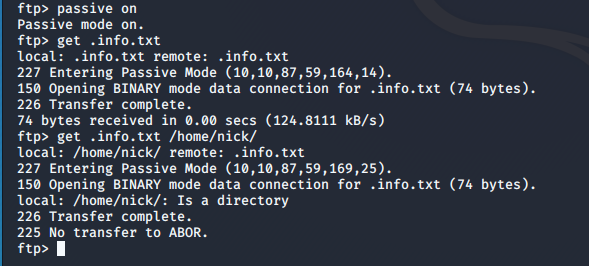 ftp> passive on
Passive mode on.
ftp> get .info.txt
local: .info.txt remote: .info.txt
227 Entering Passive Mode (10,10,87,59,164,14).
150 Opening BINARY mode data connection for .info.txt (74 bytes).
226 Transfer complete.
74 bytes received in 0.00 secs (124.8111 kB/s)
ftp> get .info.txt /home/nick/
local: /home/nick/ remote: .info.txt
227 Entering Passive Mode (10,10,87,59,169,25).
150 Opening BINARY mode data connection for .info.txt (74 bytes).
local: /home/nick/: Is a directory
226 Transfer complete.
225 No transfer to ABOR.
ftp>